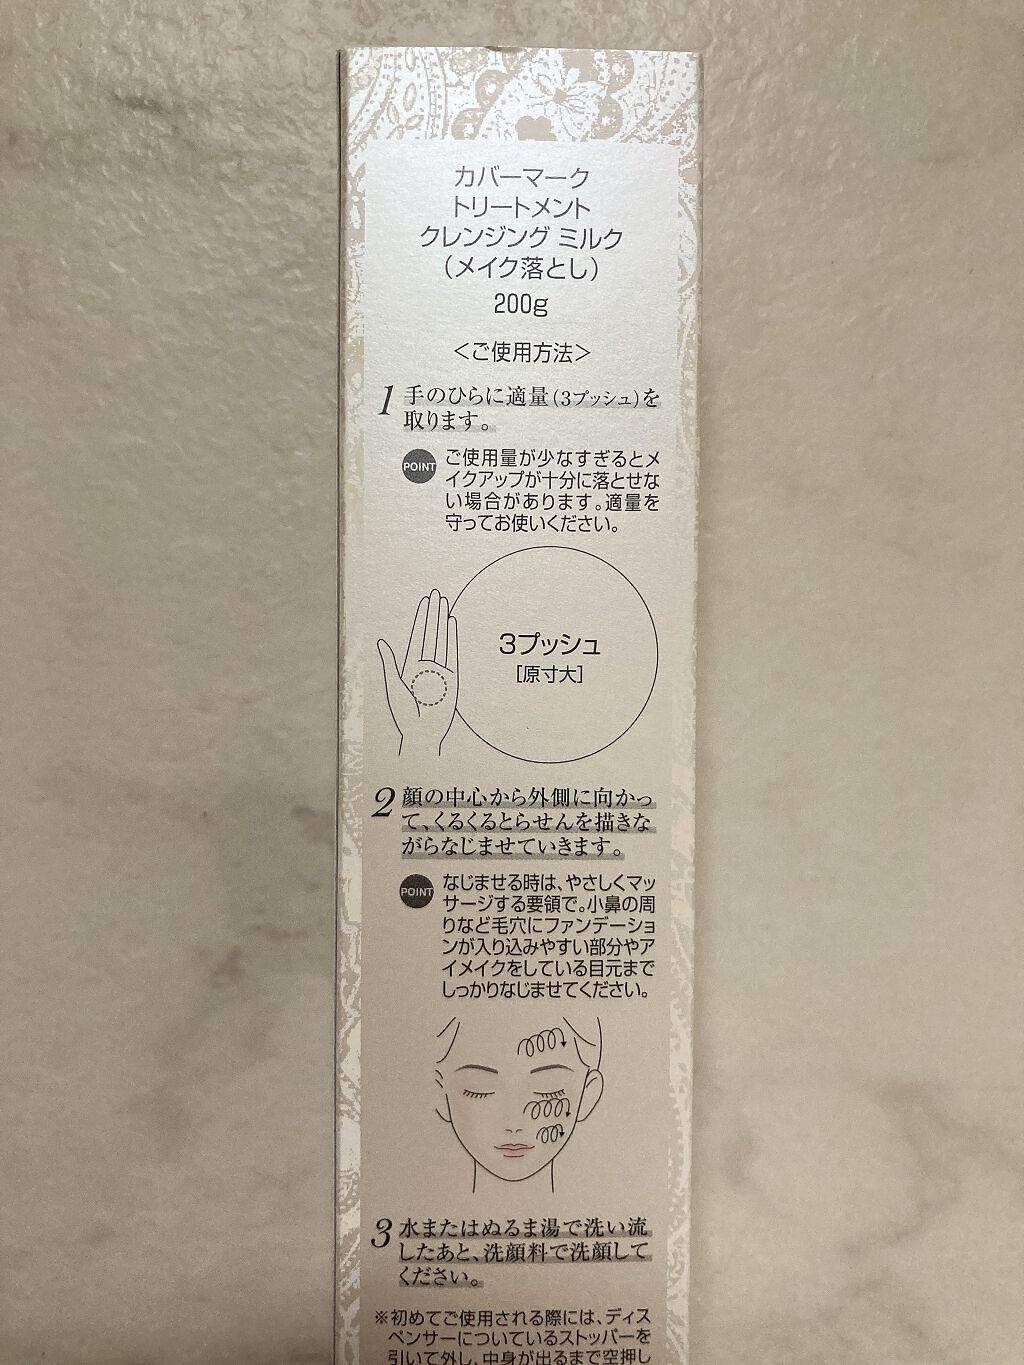 カバーマーク
トリートメント
クレンジング ミルク
（メイク落とし）
200g
＜ご使用方法＞
1 手のひらに適量（3プッシュ）を
取ります。
POINT ご使用量が少なすぎるとメ
イクアップが十分に落とせな
い場合があります。適量を
守ってお使いください。
3プッシュ
[原寸大]
2 顔の中心から外側に向かっ
て、くるくるとらせんを描きな
がらなじませていきます。
POINT なじませる時は、やさしくマッ
サージする要領で。小鼻の周
りなど毛穴にファンデーショ
ンが入り込みやすい部分やア
イメイクをしている目元まで
しっかりなじませてください。
3 水またはぬるま湯で洗い流
したあと、洗顔料で洗顔して
ください。
※初めてご使用される際には、ディス
ペンサーについているストッパーを
引いて外し、中身が出るまで空押し